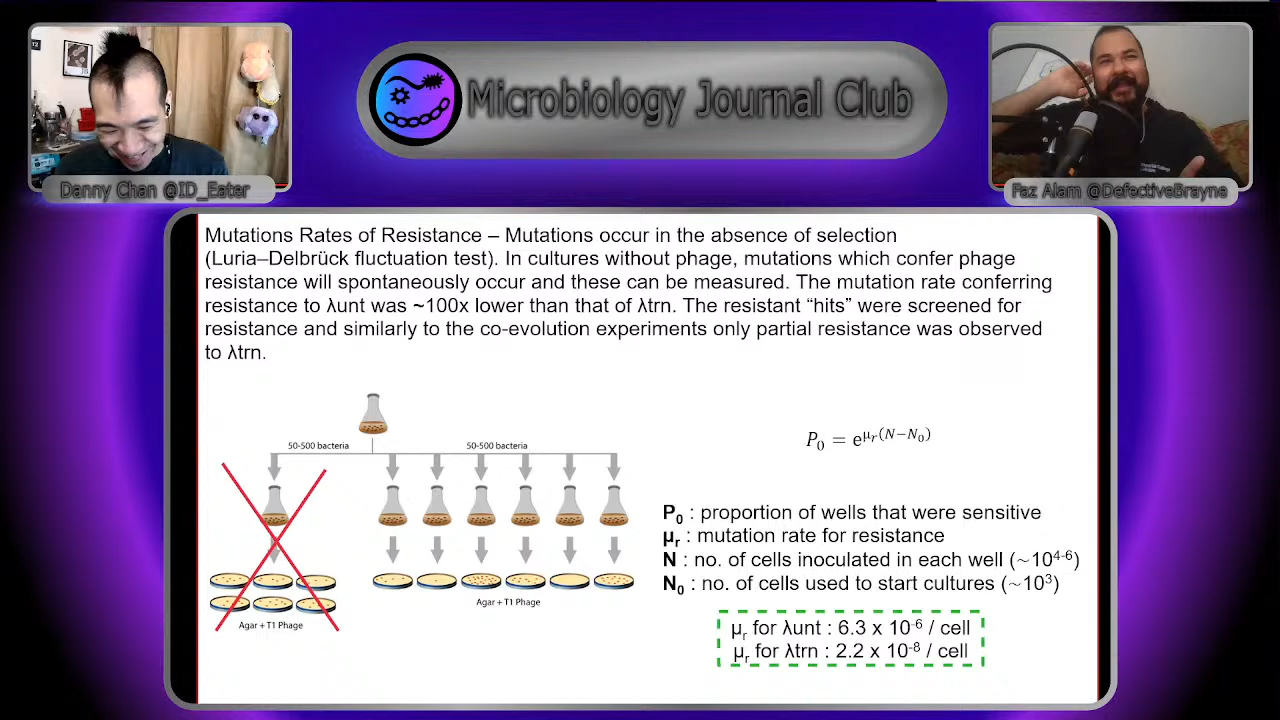 Microbiology Journal Club
Danny Chan @ID_Eater
Faz Alam @DefectiveBrayne
Mutations Rates of Resistance – Mutations occur in the absence of selection
(Luria–Delbrück fluctuation test). In cultures without phage, mutations which confer phage
resistance will spontaneously occur and these can be measured. The mutation rate conferring
resistance to λunt was ~100x lower than that of λtrn. The resistant “hits” were screened for
resistance and similarly to the co-evolution experiments only partial resistance was observed
to λtrn.
50-500 bacteria
50-500 bacteria
Agar + T1 Phage
Agar + T1 Phage
P₀ = e^μᵣ(N−N₀)
P₀ : proportion of wells that were sensitive
μᵣ : mutation rate for resistance
N : no. of cells inoculated in each well (~10⁴⁻⁶)
N₀ : no. of cells used to start cultures (~10³)
μᵣ for λunt : 6.3 x 10⁻⁶ / cell
μᵣ for λtrn : 2.2 x 10⁻⁸ / cell